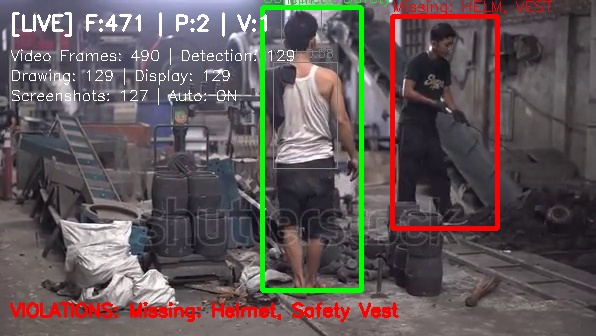 [LIVE] F:471 | P:2 | V:1
Missing: HELM, VEST
Video Frames: 490 | Detection: 129
Drawing: 129 | Display: 129
Screenshots: 127 | Auto: ON
shutterstock
VIOLATIONS: Missing: Helmet, Safety Vest